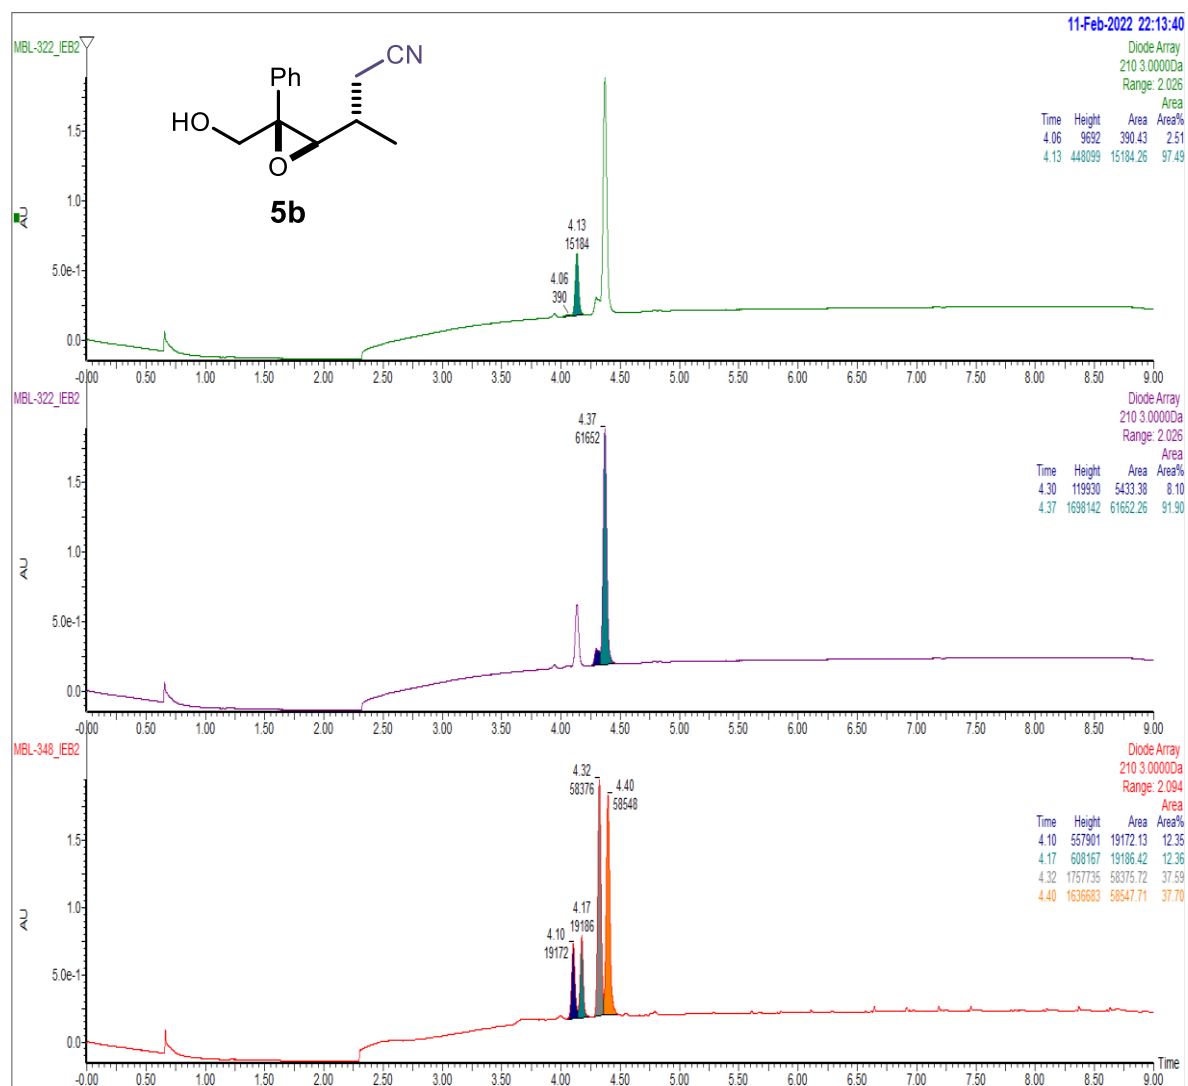 11-Feb-2022 22:13:40
MBL-322_IEB2
Diode Array
210 3.0000Da
Range: 2.026
Area
Time Height Area Area%
4.06 9692 390.43 2.51
4.13 448099 15184.26 97.49
CN
Ph
HO
O
5b
AU
1.5
1.0
5.0e-1
0.0
4.13
15184
4.06
390
-0.00 0.50 1.00 1.50 2.00 2.50 3.00 3.50 4.00 4.50 5.00 5.50 6.00 6.50 7.00 7.50 8.00 8.50 9.00
MBL-322_IEB2
Diode Array
210 3.0000Da
Range: 2.026
Area
Time Height Area Area%
4.30 119930 5433.38 8.10
4.37 1698142 61652.26 91.90
4.37
61652
AU
1.5
1.0
5.0e-1
0.0
-0.00 0.50 1.00 1.50 2.00 2.50 3.00 3.50 4.00 4.50 5.00 5.50 6.00 6.50 7.00 7.50 8.00 8.50 9.00
MBL-348_IEB2
Diode Array
210 3.0000Da
Range: 2.094
Area
Time Height Area Area%
4.10 557901 19172.13 12.35
4.17 608167 19186.42 12.36
4.32 1757735 58375.72 37.59
4.40 1636683 58547.71 37.70
4.32
58376
4.40
58548
4.17
19186
4.10
19172
AU
1.5
1.0
5.0e-1
0.0
Time
-0.00 0.50 1.00 1.50 2.00 2.50 3.00 3.50 4.00 4.50 5.00 5.50 6.00 6.50 7.00 7.50 8.00 8.50 9.00